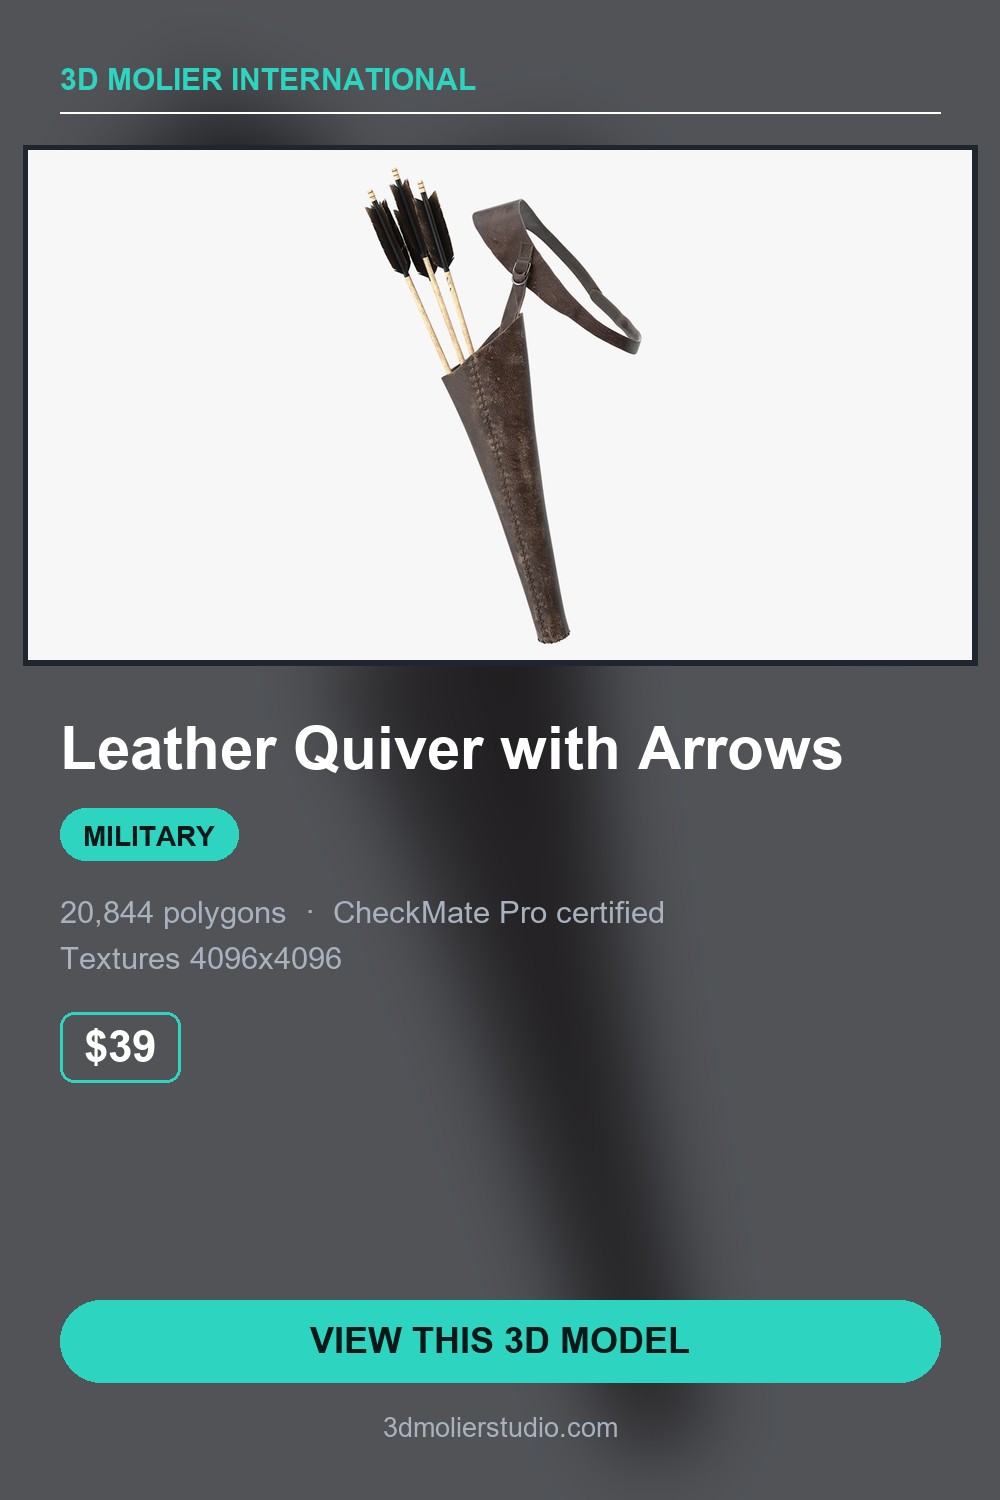 3D MOLIER INTERNATIONAL
Leather Quiver with Arrows
MILITARY
20,844 polygons · CheckMate Pro certified
Textures 4096x4096
$39
VIEW THIS 3D MODEL
3dmolierstudio.com